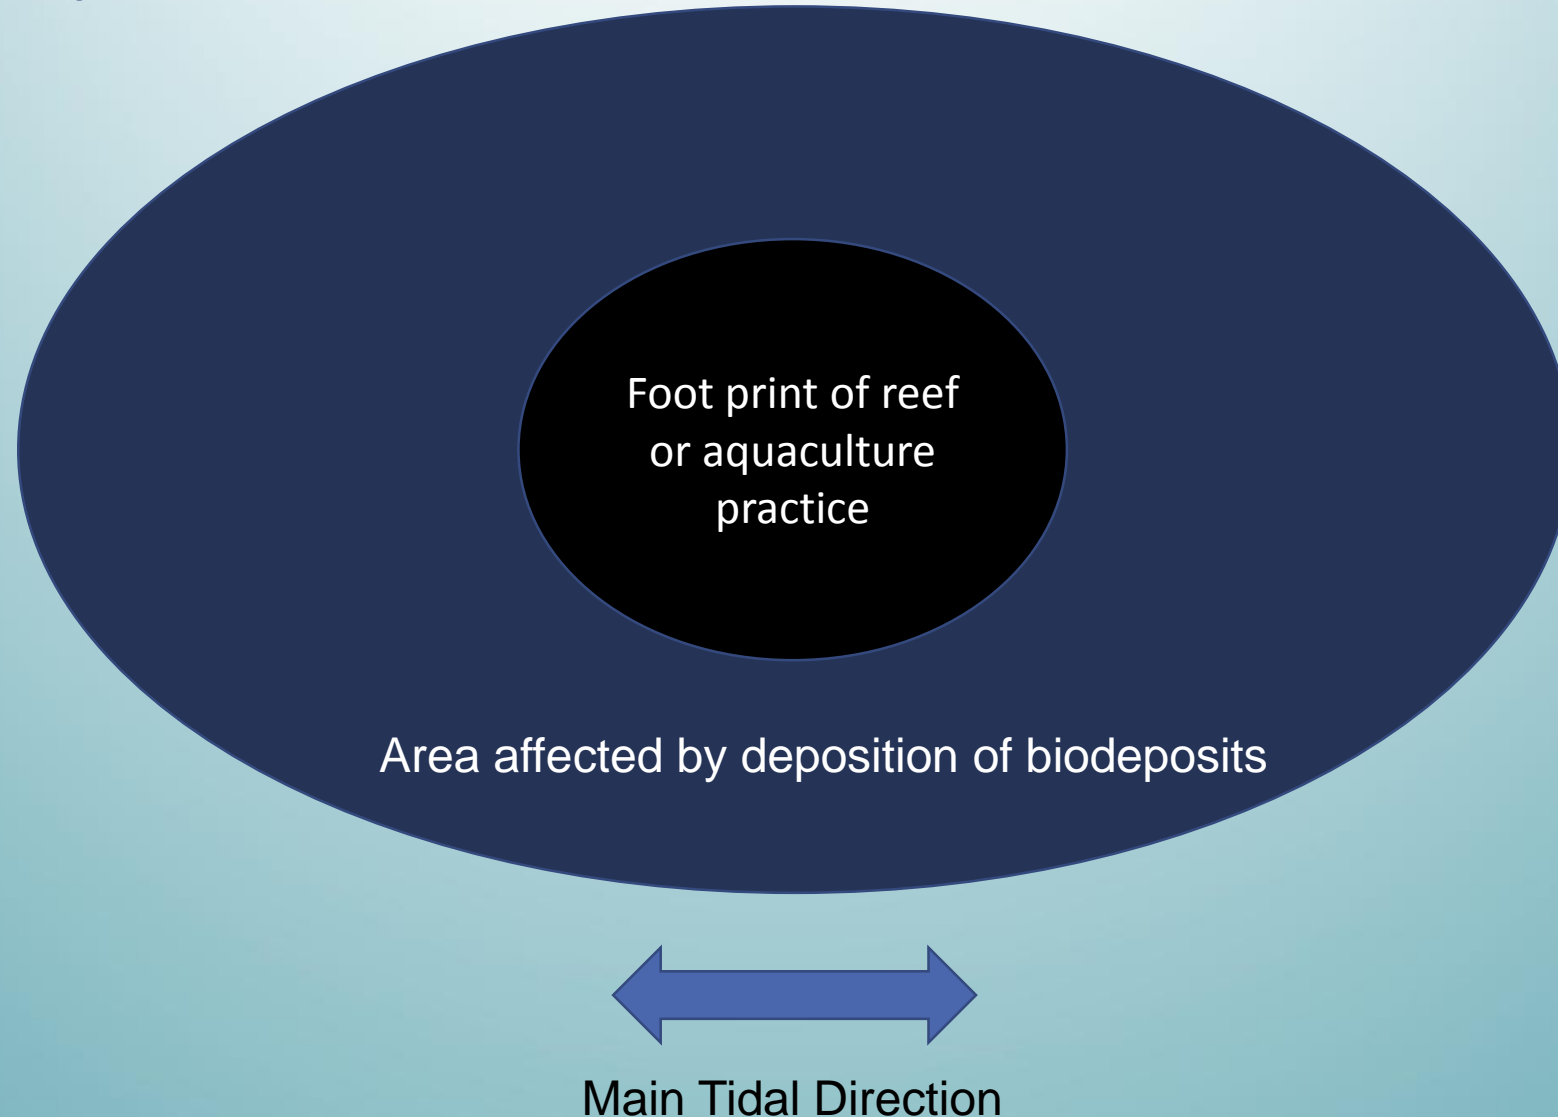 Foot print of reef
or aquaculture
practice
Area affected by deposition of biodeposits
Main Tidal Direction